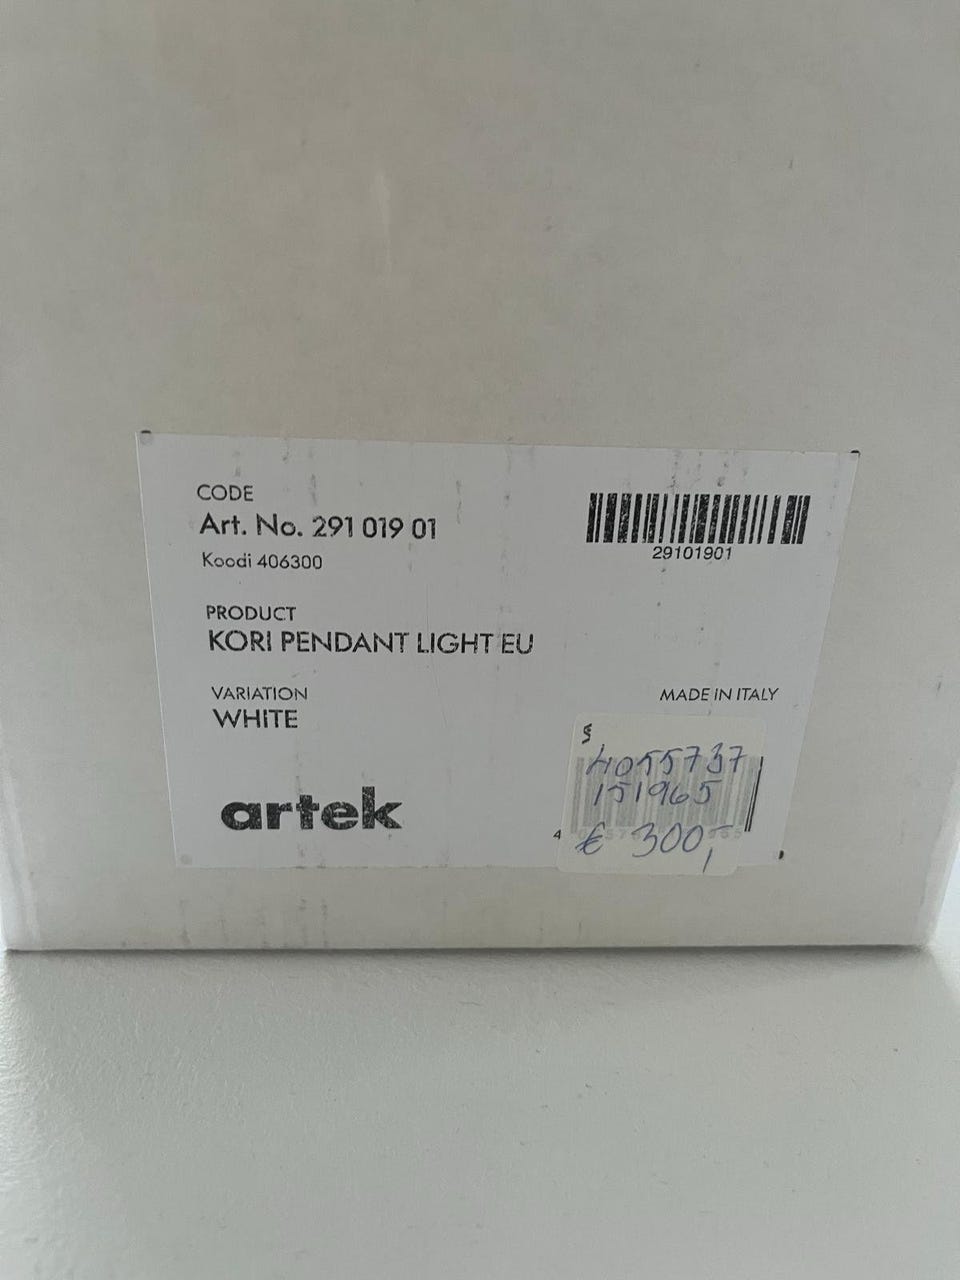 CODE
Art. No. 291 019 01
Koodi 406300
29101901
PRODUCT
KORI PENDANT LIGHT EU
VARIATION
WHITE
MADE IN ITALY
artek
§
4055737
151965
€ 300,-